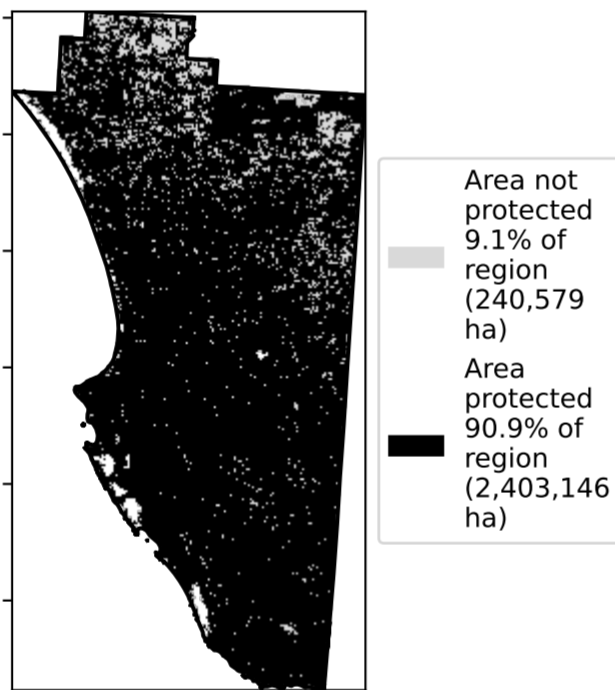 Area not
protected
9.1% of
region
(240,579
ha)
Area
protected
90.9% of
region
(2,403,146
ha)